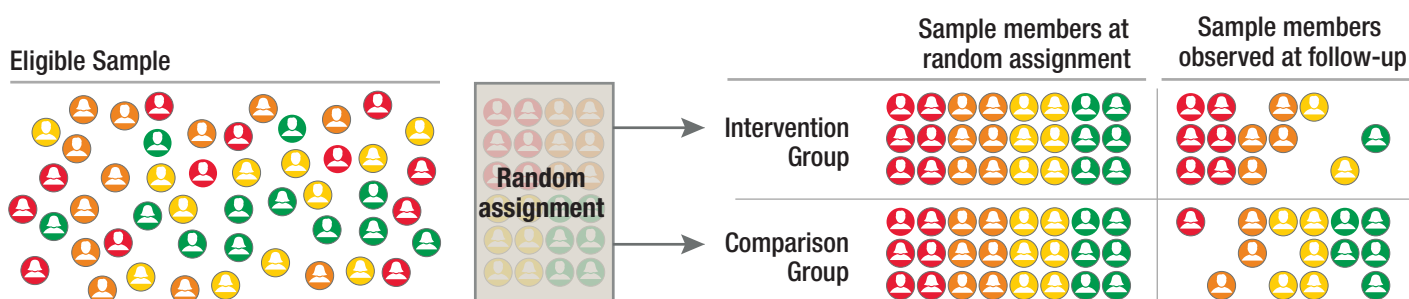 Eligible Sample
Random
assignment
Intervention
Group
Comparison
Group
Sample members at
random assignment
Sample members
observed at follow-up